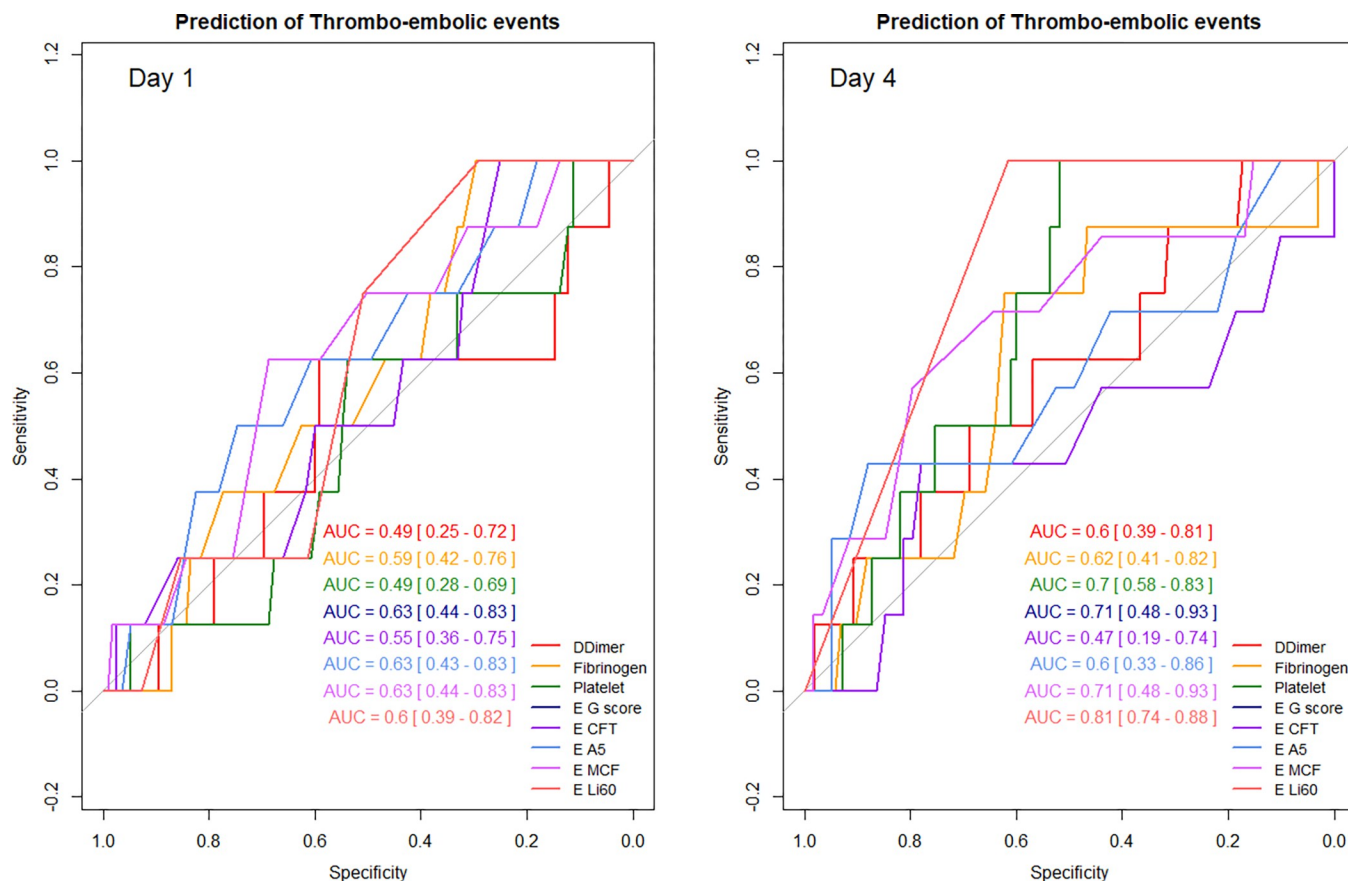 Prediction of Thrombo-embolic events
Day 1
Sensitivity
1.2
1.0
0.8
0.6
0.4
0.2
0.0
-0.2
AUC = 0.49 [ 0.25 - 0.72 ]
AUC = 0.59 [ 0.42 - 0.76 ]
AUC = 0.49 [ 0.28 - 0.69 ]
AUC = 0.63 [ 0.44 - 0.83 ]
AUC = 0.55 [ 0.36 - 0.75 ]
AUC = 0.63 [ 0.43 - 0.83 ]
AUC = 0.63 [ 0.44 - 0.83 ]
AUC = 0.6 [ 0.39 - 0.82 ]
DDimer
Fibrinogen
Platelet
E G score
E CFT
E A5
E MCF
E Li60
1.0 0.8 0.6 0.4 0.2 0.0
Specificity
Prediction of Thrombo-embolic events
Day 4
Sensitivity
1.2
1.0
0.8
0.6
0.4
0.2
0.0
-0.2
AUC = 0.6 [ 0.39 - 0.81 ]
AUC = 0.62 [ 0.41 - 0.82 ]
AUC = 0.7 [ 0.58 - 0.83 ]
AUC = 0.71 [ 0.48 - 0.93 ]
AUC = 0.47 [ 0.19 - 0.74 ]
AUC = 0.6 [ 0.33 - 0.86 ]
AUC = 0.71 [ 0.48 - 0.93 ]
AUC = 0.81 [ 0.74 - 0.88 ]
DDimer
Fibrinogen
Platelet
E G score
E CFT
E A5
E MCF
E Li60
1.0 0.8 0.6 0.4 0.2 0.0
Specificity